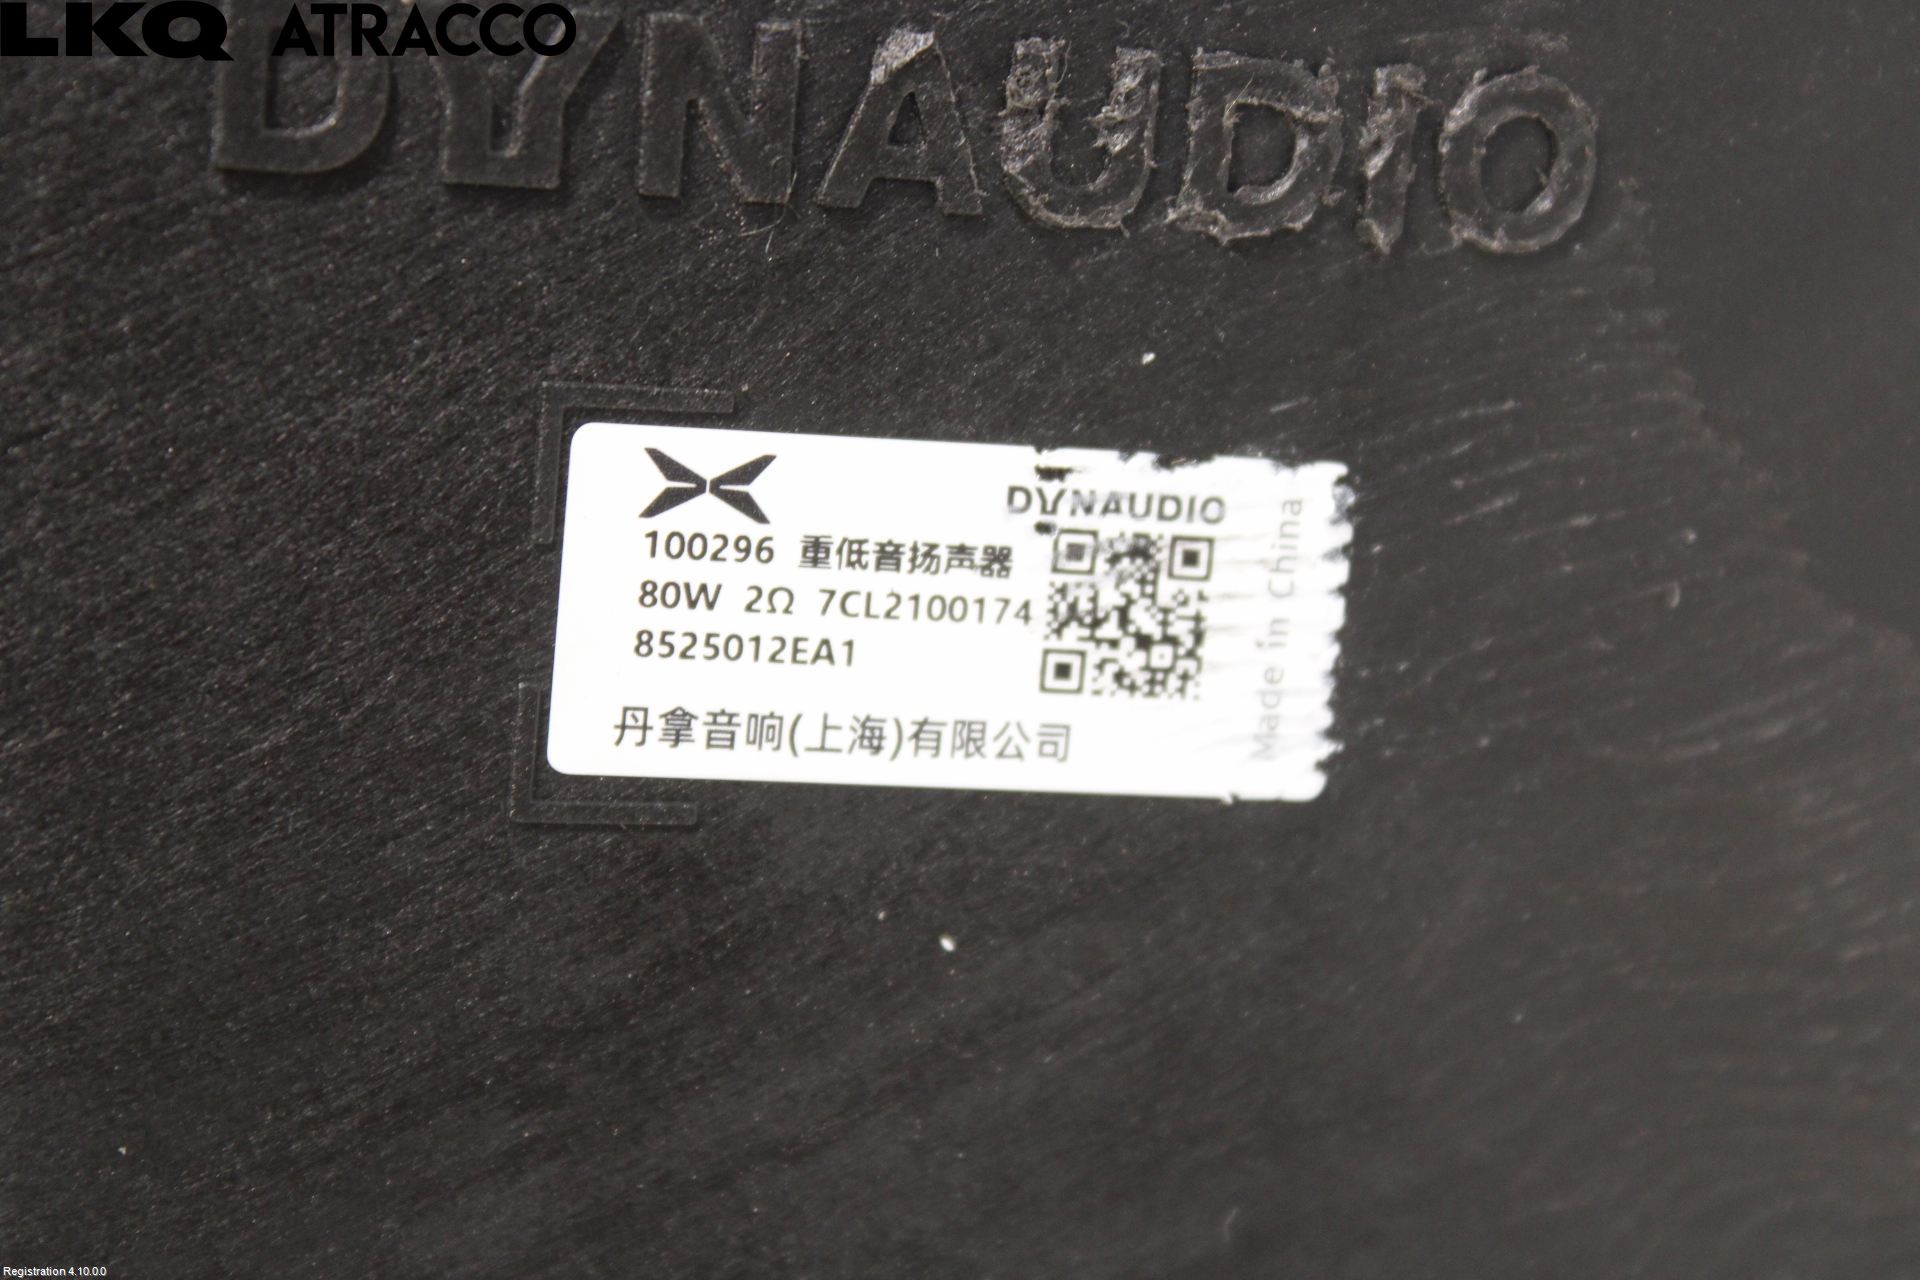 LKQ ATRACCO
DYNAUDIO
DYNAUDIO
100296 重低音扬声器
80W 2Ω 7CL2100174
8525012EA1
丹拿音响(上海)有限公司
Made in China
Registration 4.10.0.0